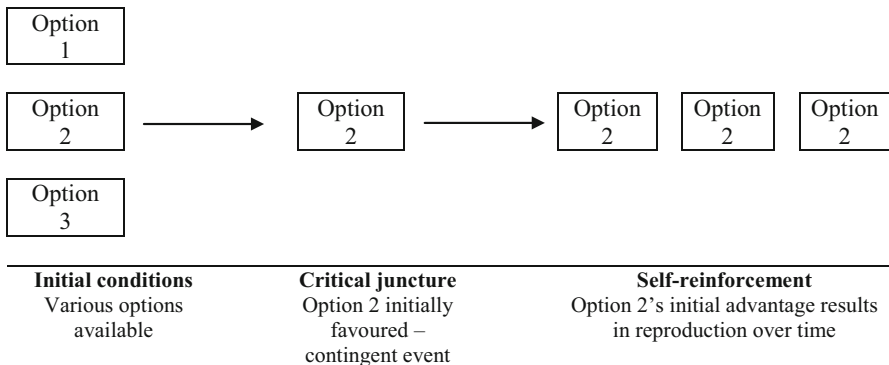 Option
1
Option
2
Option
3
Option
2
Option
2
Option
2
Option
2
Initial conditions
Various options
available
Critical juncture
Option 2 initially
favoured –
contingent event
Self-reinforcement
Option 2's initial advantage results
in reproduction over time